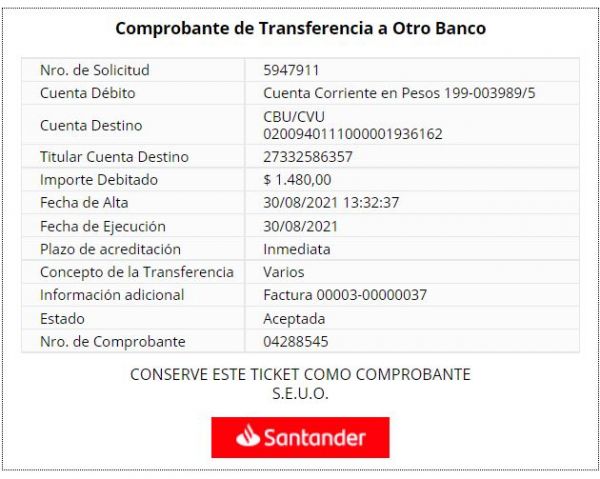 Comprobante de Transferencia a Otro Banco
Nro. de Solicitud 5947911
Cuenta Débito Cuenta Corriente en Pesos 199-003989/5
Cuenta Destino CBU/CVU
0200940111000001936162
Titular Cuenta Destino 27332586357
Importe Debitado $ 1.480,00
Fecha de Alta 30/08/2021 13:32:37
Fecha de Ejecución 30/08/2021
Plazo de acreditación Inmediata
Concepto de la Transferencia Varios
Información adicional Factura 00003-00000037
Estado Aceptada
Nro. de Comprobante 04288545
CONSERVE ESTE TICKET COMO COMPROBANTE
S.E.U.O.
Santander